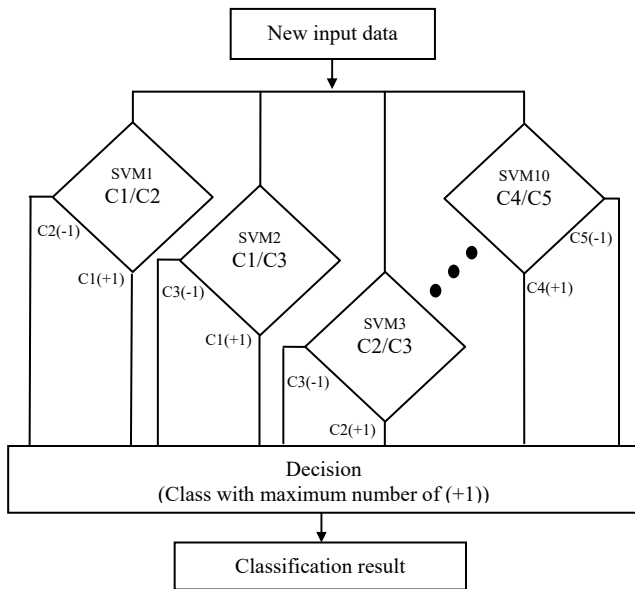 New input data
SVM1
C1/C2
C2(-1)
C1(+1)
SVM2
C1/C3
C3(-1)
C1(+1)
SVM3
C2/C3
C3(-1)
C2(+1)
SVM10
C4/C5
C5(-1)
C4(+1)
Decision
(Class with maximum number of (+1))
Classification result